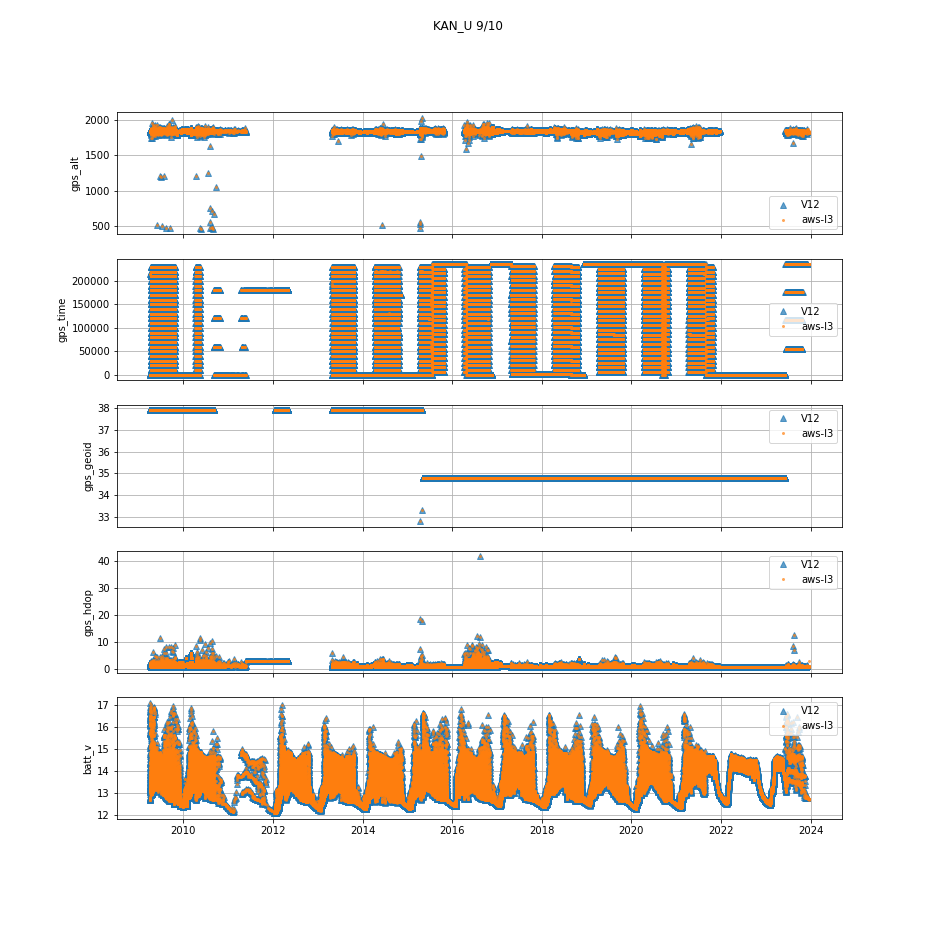 KAN_U 9/10
2000
1500
1000
500
gps_alt
V12
aws-l3
200000
150000
100000
50000
0
gps_time
V12
aws-l3
38
37
36
35
34
33
gps_geoid
V12
aws-l3
40
30
20
10
0
gps_hdop
V12
aws-l3
17
16
15
14
13
12
batt_v
V12
aws-l3
2010 2012 2014 2016 2018 2020 2022 2024